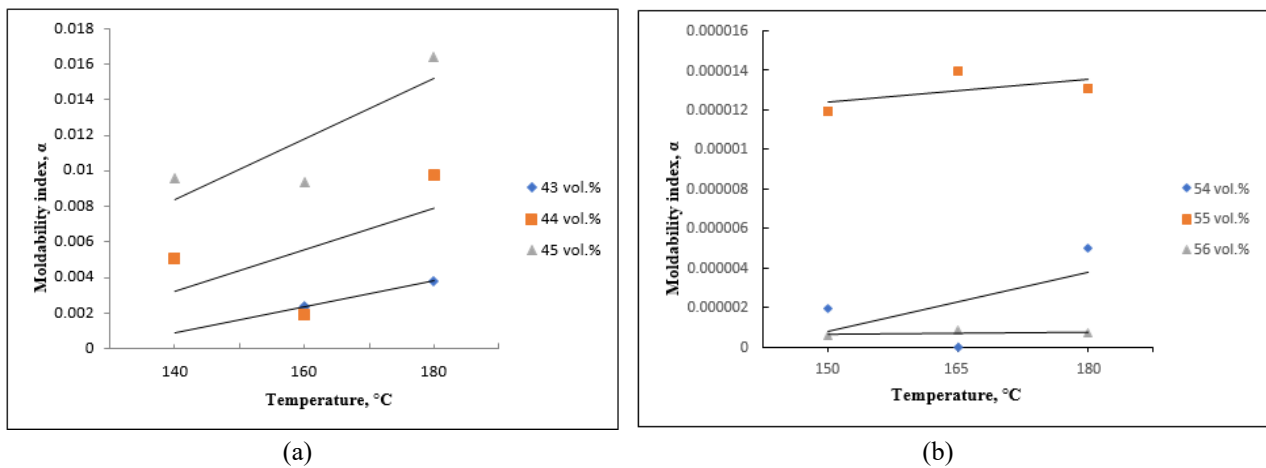 0.018
0.016
0.014
0.012
0.01
0.008
0.006
0.004
0.002
0
Moldability index, α
140 160 180
Temperature, °C
43 vol.%
44 vol.%
45 vol.%
(a)
0.000016
0.000014
0.000012
0.00001
0.000008
0.000006
0.000004
0.000002
0
Moldability index, α
150 165 180
Temperature, °C
54 vol.%
55 vol.%
56 vol.%
(b)